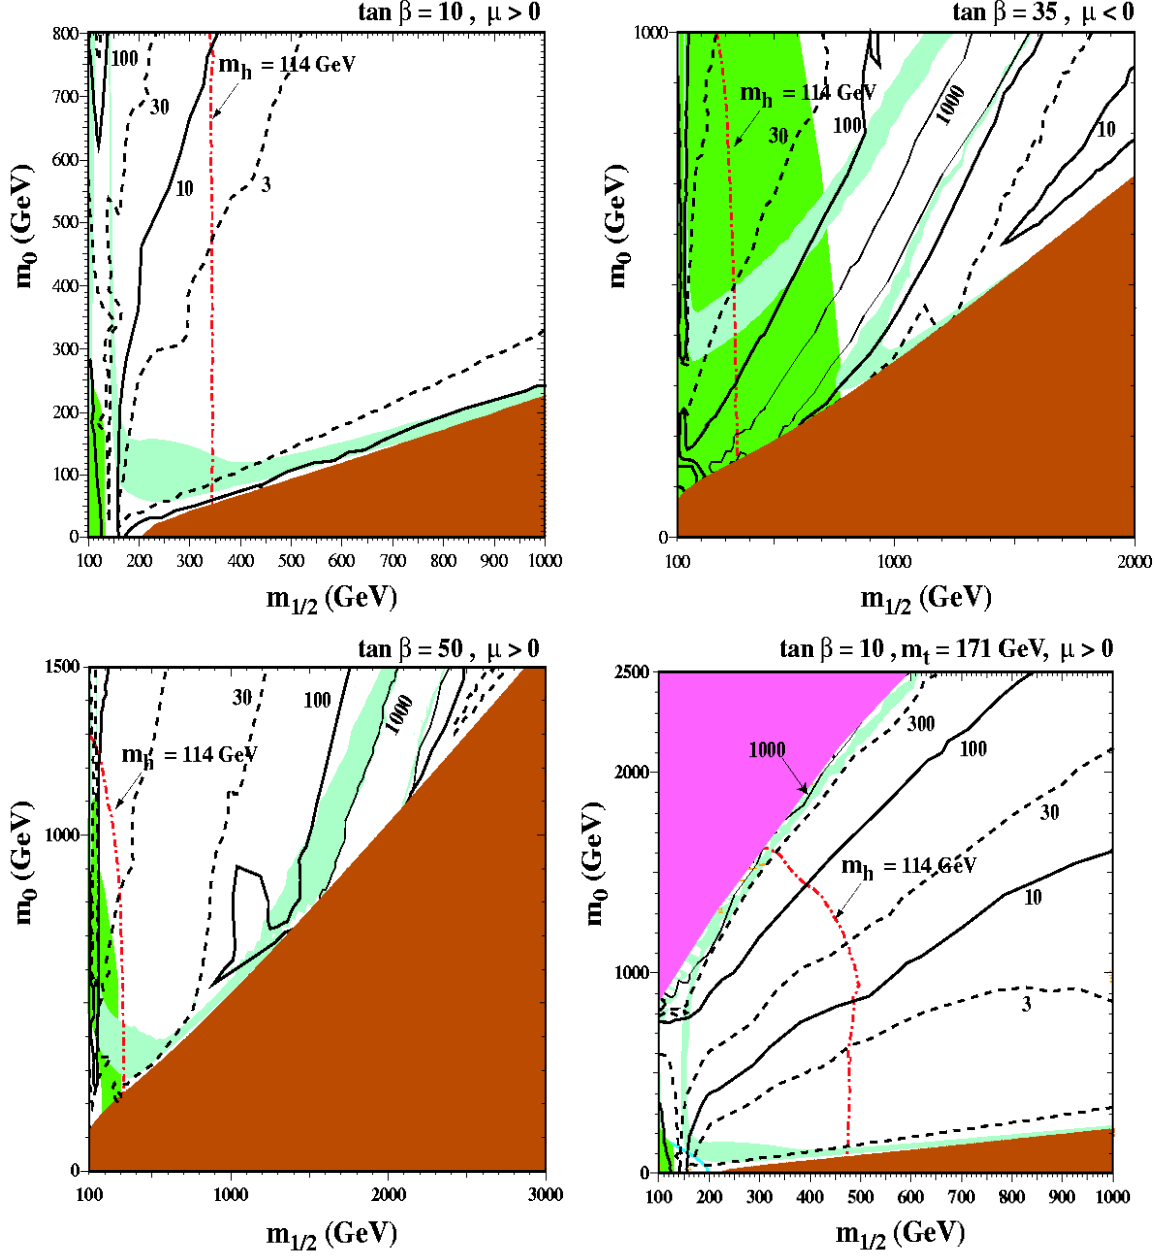 tan β = 10 , μ > 0
800
700
600
500
400
300
200
100
0
m0 (GeV)
100
30
mh = 114 GeV
10
3
100 200 300 400 500 600 700 800 900 1000
m1/2 (GeV)
tan β = 35 , μ < 0
1000
0
m0 (GeV)
mh = 114 GeV
30
100
1000
10
100 1000 2000
m1/2 (GeV)
tan β = 50 , μ > 0
1500
1000
0
m0 (GeV)
mh = 114 GeV
30
100
1000
100 1000 2000 3000
m1/2 (GeV)
tan β = 10 , mt = 171 GeV, μ > 0
2500
2000
1000
0
m0 (GeV)
1000
300
100
30
mh = 114 GeV
10
3
100 200 300 400 500 600 700 800 900 1000
m1/2 (GeV)